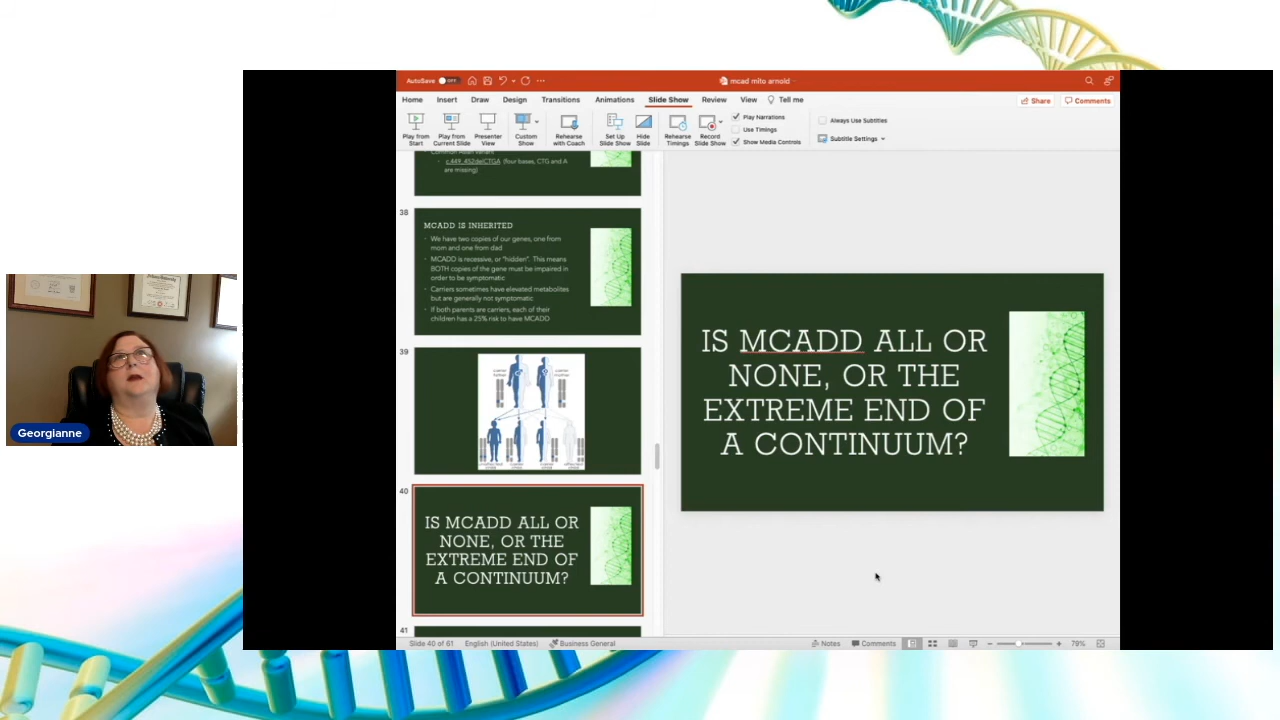 AutoSave OFF
mcad mito arnold
Home Insert Draw Design Transitions Animations Slide Show Review View Tell me
Share Comments
Play from Start
Play from Current Slide
Presenter View
Custom Show
Rehearse with Coach
Set Up Slide Show
Hide Slide
Rehearse Timings
Record Slide Show
Play Narrations
Use Timings
Show Media Controls
Always Use Subtitles
Subtitle Settings
c.449_452delCTGA (four bases, CTG and A
are missing)
38
MCADD IS INHERITED
We have two copies of our genes, one from
mom and one from dad
MCADD is recessive, or "hidden". This means
BOTH copies of the gene must be impaired in
order to be symptomatic
Carriers sometimes have elevated metabolites
but are generally not symptomatic
If both parents are carriers, each of their
children has a 25% risk to have MCADD
39
40
IS MCADD ALL OR
NONE, OR THE
EXTREME END OF
A CONTINUUM?
41
IS MCADD ALL OR
NONE, OR THE
EXTREME END OF
A CONTINUUM?
Georgianne
Slide 40 of 61 English (United States) Business General
Notes Comments 79%